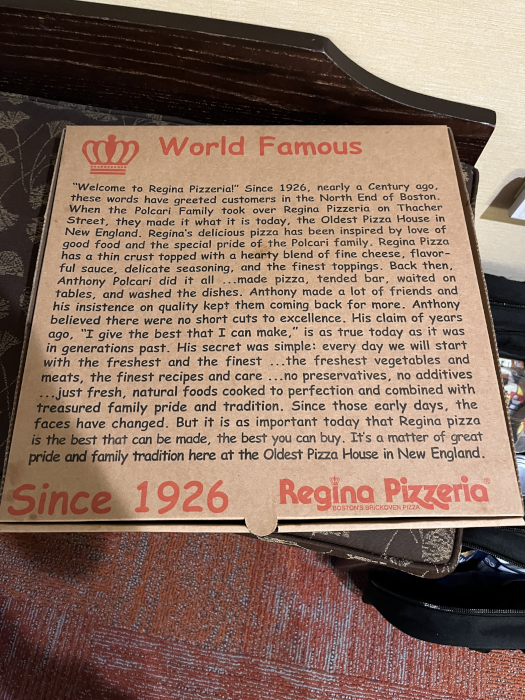 World Famous
"Welcome to Regina Pizzeria!" Since 1926, nearly a Century ago,
these words have greeted customers in the North End of Boston.
When the Polcari Family took over Regina Pizzeria on Thacher
Street, they made it what it is today, the Oldest Pizza House in
New England. Regina's delicious pizza has been inspired by love of
good food and the special pride of the Polcari family. Regina Pizza
has a thin crust topped with a hearty blend of fine cheese, flavor-
ful sauce, delicate seasoning, and the finest toppings. Back then,
Anthony Polcari did it all ...made pizza, tended bar, waited on
tables, and washed the dishes. Anthony made a lot of friends and
his insistence on quality kept them coming back for more. Anthony
believed there were no short cuts to excellence. His claim of years
ago, "I give the best that I can make," is as true today as it was
in generations past. His secret was simple: every day we will start
with the freshest and the finest ...the freshest vegetables and
meats, the finest recipes and care ...no preservatives, no additives
...just fresh, natural foods cooked to perfection and combined with
treasured family pride and tradition. Since those early days, the
faces have changed. But it is as important today that Regina pizza
is the best that can be made, the best you can buy. It's a matter of great
pride and family tradition here at the Oldest Pizza House in New England.
Since 1926
Regina Pizzeria®
BOSTON'S BRICKOVEN PIZZA